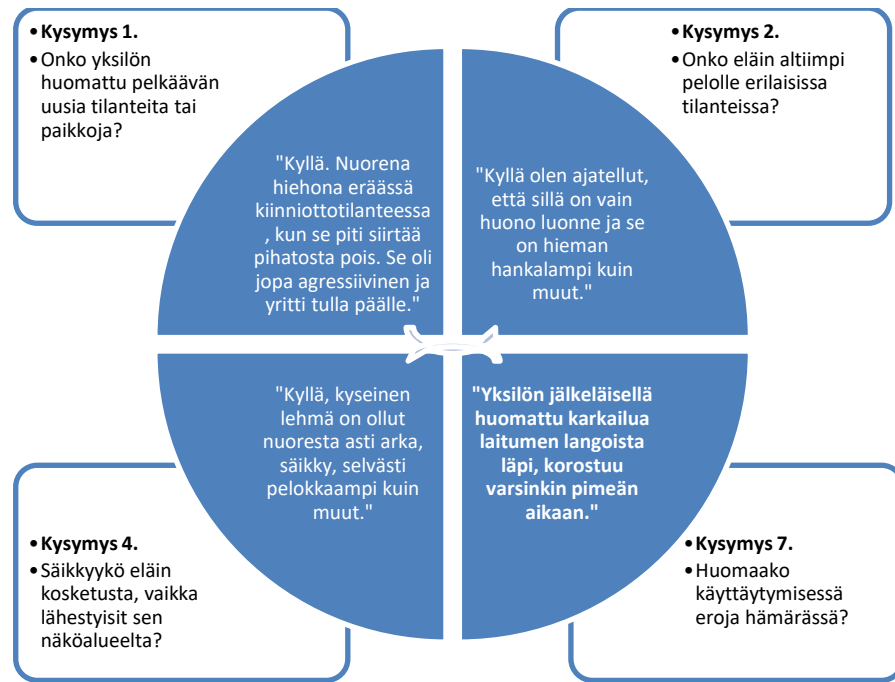 •Kysymys 1.
•Onko yksilön
huomattu pelkäävän
uusia tilanteita tai
paikkoja?
•Kysymys 2.
•Onko eläin altiimpi
pelolle erilaisissa
tilanteissa?
"Kyllä. Nuorena
hiehona eräässä
kiinniottotilanteessa
, kun se piti siirtää
pihatosta pois. Se oli
jopa agressiivinen ja
yritti tulla päälle."
"Kyllä olen ajatellut,
että sillä on vain
huono luonne ja se
on hieman
hankalampi kuin
muut."
"Kyllä, kyseinen
lehmä on ollut
nuoresta asti arka,
säikky, selvästi
pelokkaampi kuin
muut."
"Yksilön jälkeläisellä
huomattu karkailua
laitumen langoista
läpi, korostuu
varsinkin pimeän
aikaan."
•Kysymys 4.
•Säikkyykö eläin
kosketusta, vaikka
lähestyisit sen
näköalueelta?
•Kysymys 7.
•Huomaako
käyttäytymisessä
eroja hämärässä?